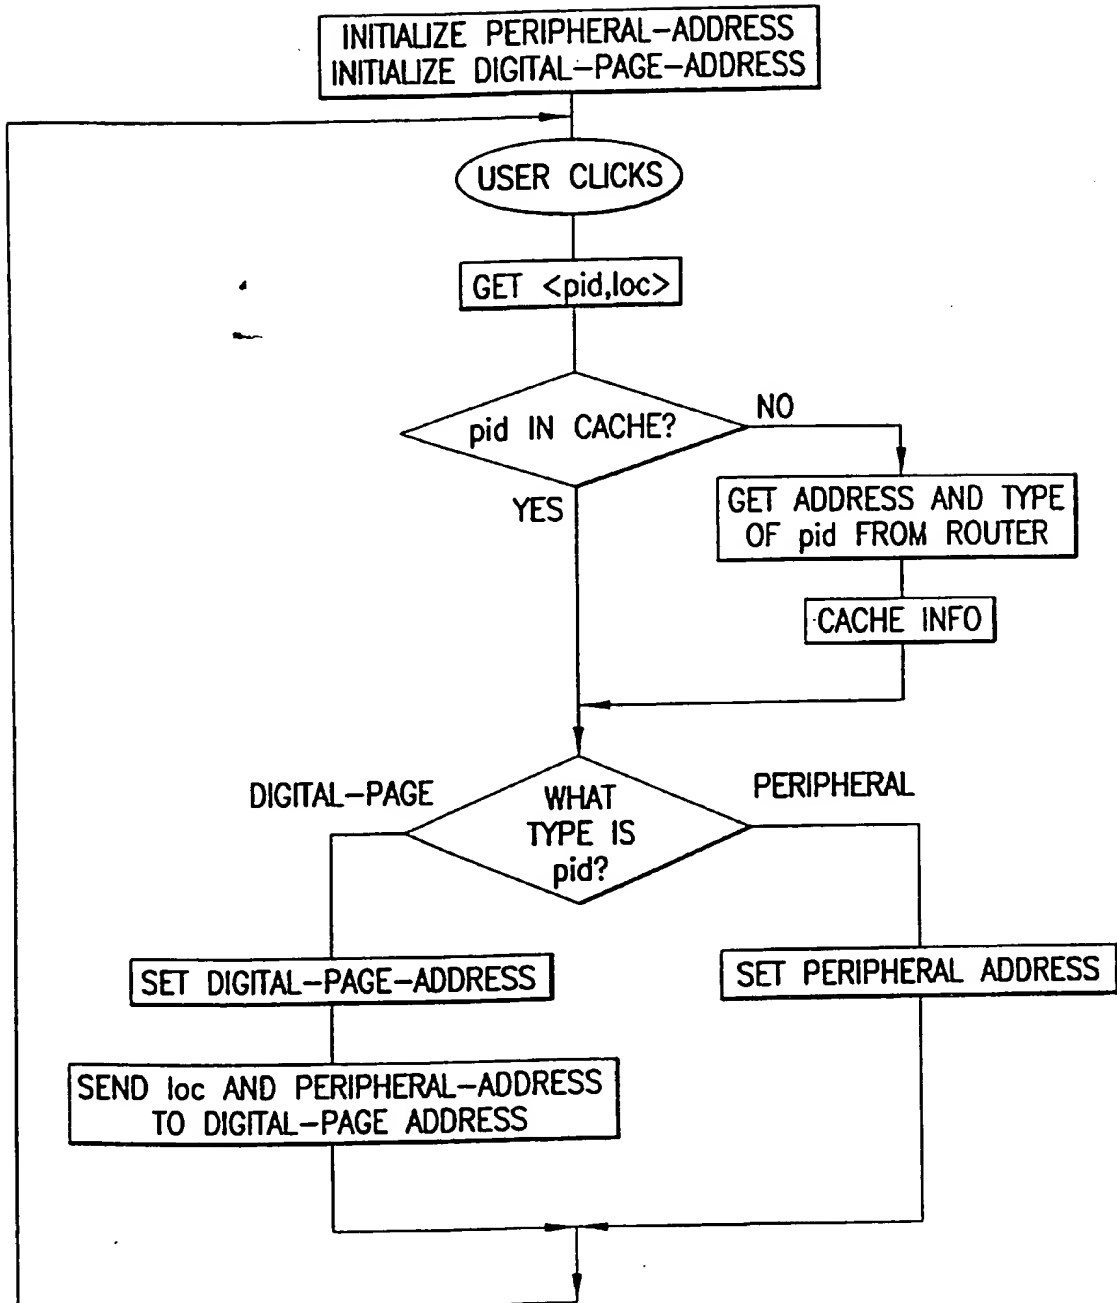 INITIALIZE PERIPHERAL-ADDRESS
INITIALIZE DIGITAL-PAGE-ADDRESS
USER CLICKS
GET <pid,loc>
pid IN CACHE?
NO
YES
GET ADDRESS AND TYPE
OF pid FROM ROUTER
CACHE INFO
DIGITAL-PAGE
WHAT
TYPE IS
pid?
PERIPHERAL
SET DIGITAL-PAGE-ADDRESS
SET PERIPHERAL ADDRESS
SEND loc AND PERIPHERAL-ADDRESS
TO DIGITAL-PAGE ADDRESS